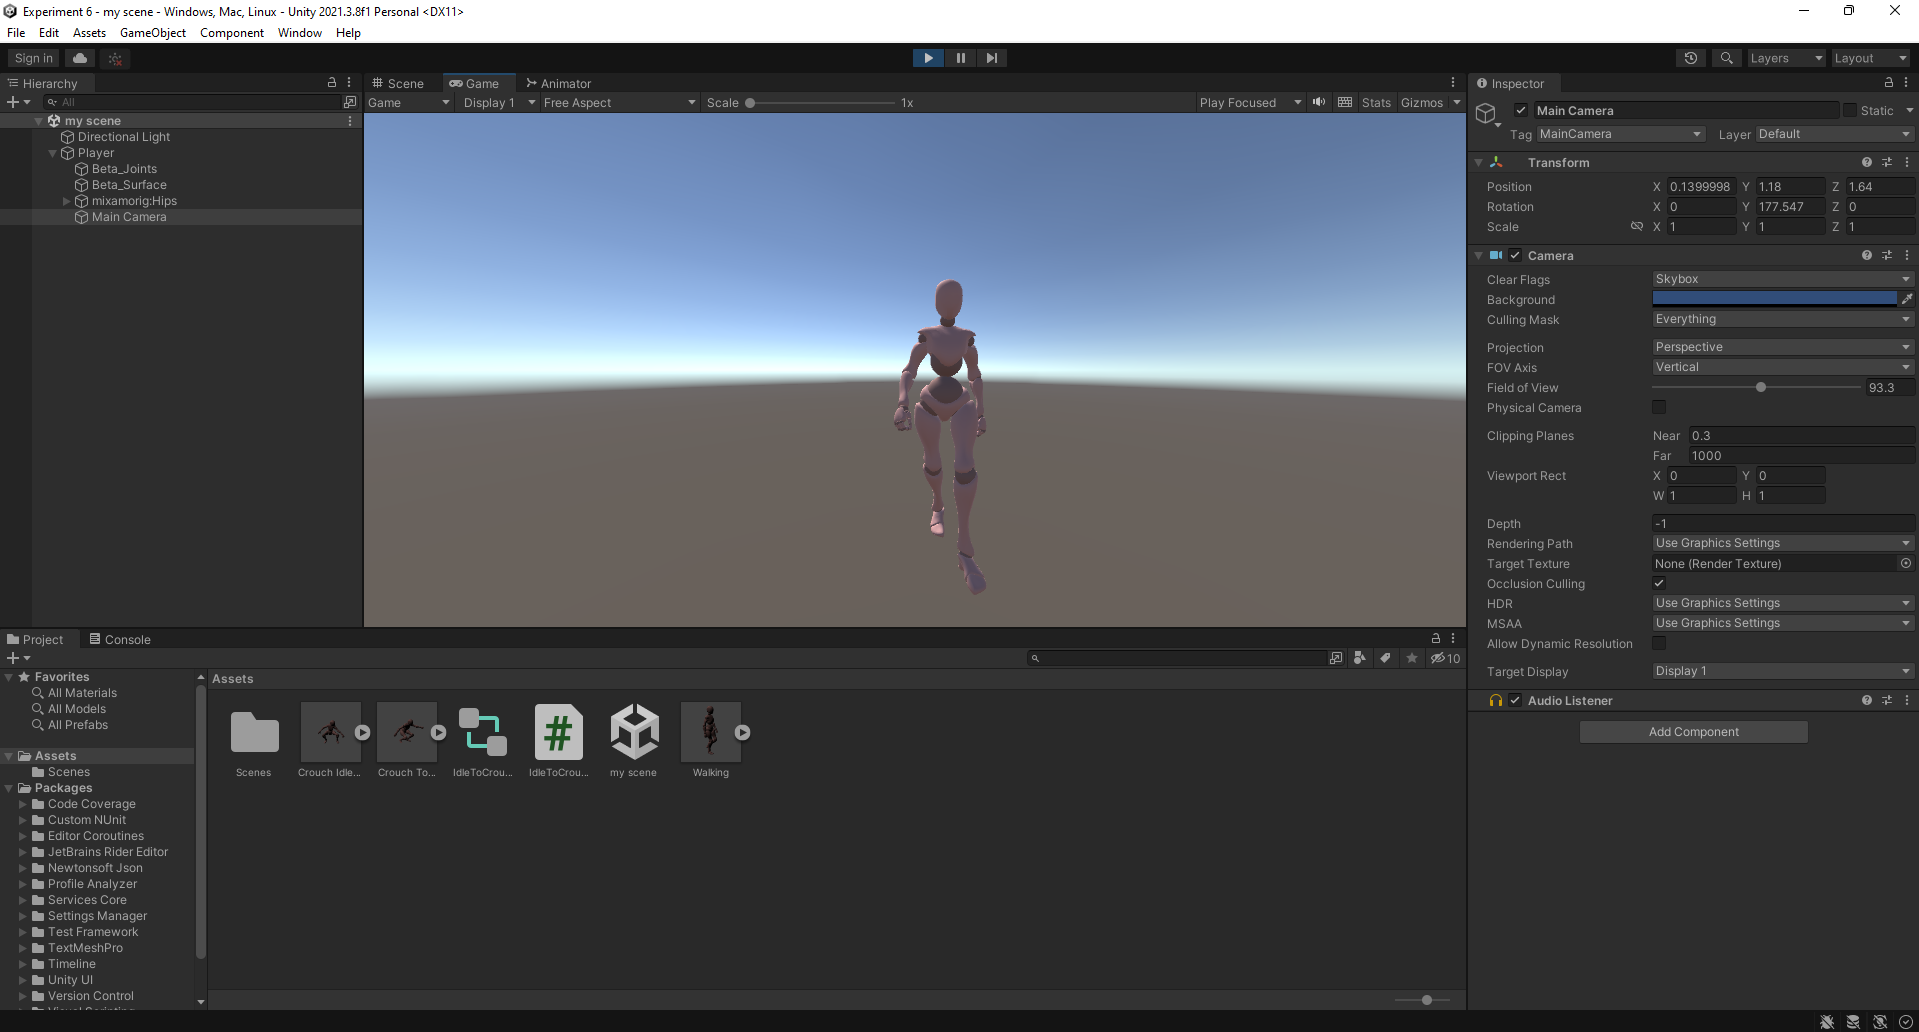 Experiment 6 - my scene - Windows, Mac, Linux - Unity 2021.3.8f1 Personal <DX11>
File Edit Assets GameObject Component Window Help
Sign in
Layers
Layout
Hierarchy
All
my scene
Directional Light
Player
Beta_Joints
Beta_Surface
mixamorig:Hips
Main Camera
Scene
Game
Animator
Game Display 1 Free Aspect Scale 1x Play Focused Stats Gizmos
Inspector
Main Camera Static
Tag MainCamera Layer Default
Transform
Position X 0.1399998 Y 1.18 Z 1.64
Rotation X 0 Y 177.547 Z 0
Scale X 1 Y 1 Z 1
Camera
Clear Flags Skybox
Background
Culling Mask Everything
Projection Perspective
FOV Axis Vertical
Field of View 93.3
Physical Camera
Clipping Planes Near 0.3
Far 1000
Viewport Rect X 0 Y 0
W 1 H 1
Depth -1
Rendering Path Use Graphics Settings
Target Texture None (Render Texture)
Occlusion Culling
HDR Use Graphics Settings
MSAA Use Graphics Settings
Allow Dynamic Resolution
Target Display Display 1
Audio Listener
Add Component
Project
Console
10
Favorites
All Materials
All Models
All Prefabs
Assets
Scenes
Packages
Code Coverage
Custom NUnit
Editor Coroutines
JetBrains Rider Editor
Newtonsoft Json
Profile Analyzer
Services Core
Settings Manager
Test Framework
TextMeshPro
Timeline
Unity UI
Version Control
Assets
Scenes
Crouch Idle...
Crouch To...
IdleToCrou...
IdleToCrou...
my scene
Walking